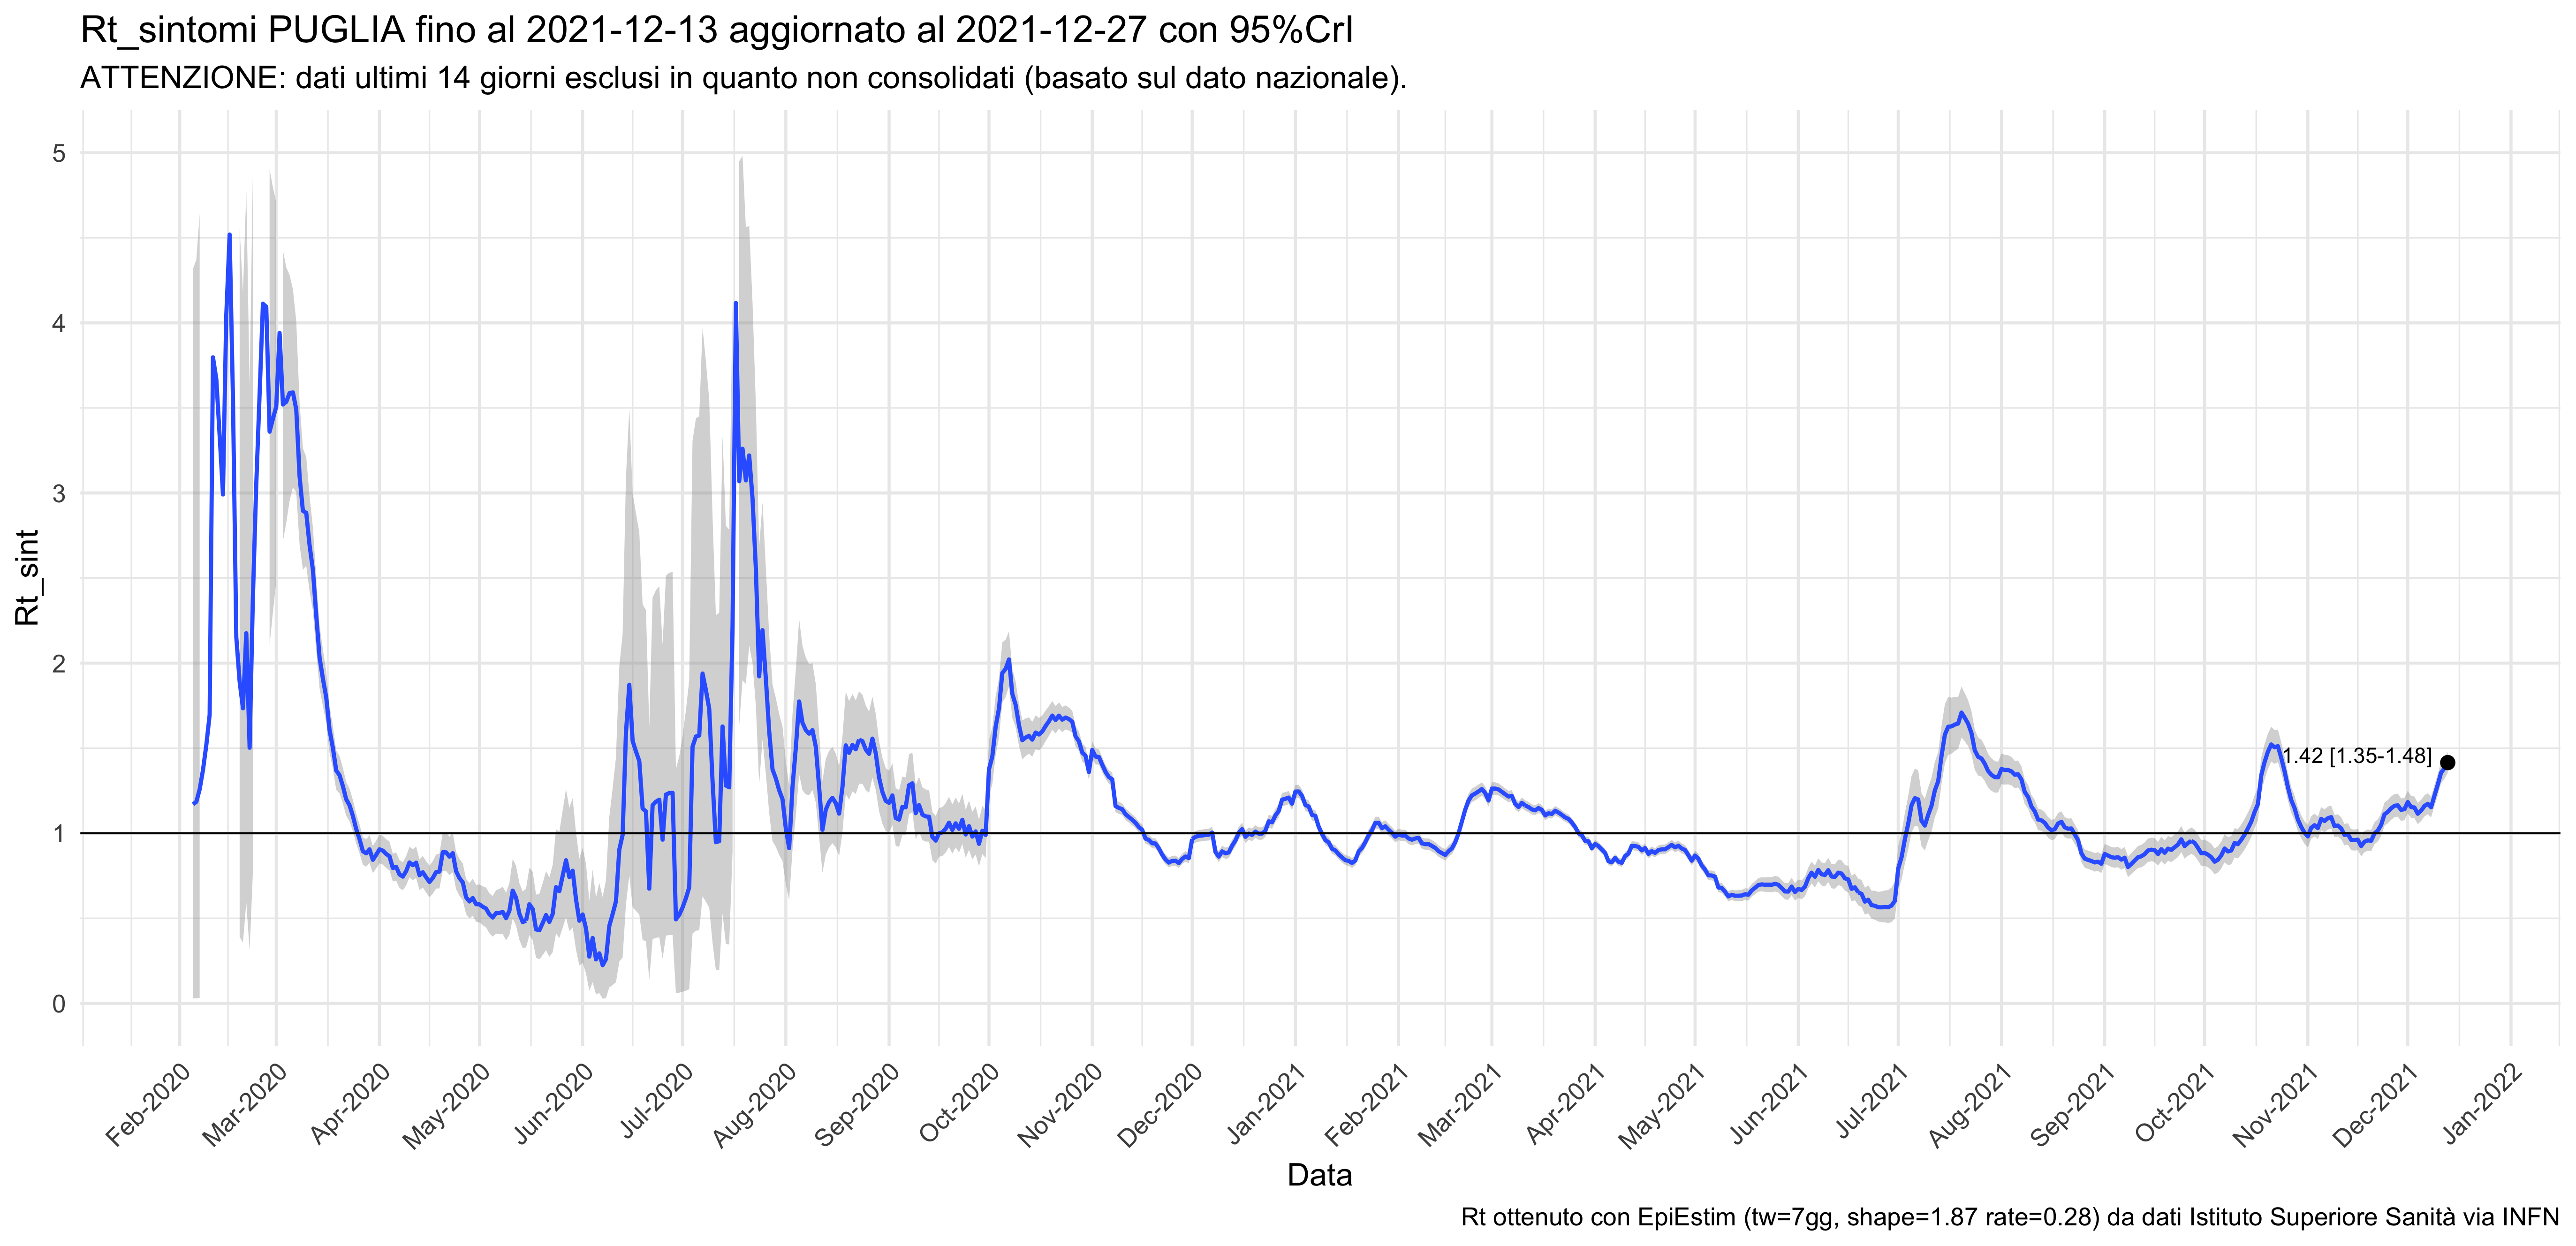 Rt_sintomi PUGLIA fino al 2021-12-13 aggiornato al 2021-12-27 con 95%CrI
ATTENZIONE: dati ultimi 14 giorni esclusi in quanto non consolidati (basato sul dato nazionale).
5
4
3
2
1
0
Rt_sint
1.42 [1.35-1.48]
Feb-2020
Mar-2020
Apr-2020
May-2020
Jun-2020
Jul-2020
Aug-2020
Sep-2020
Oct-2020
Nov-2020
Dec-2020
Jan-2021
Feb-2021
Mar-2021
Apr-2021
May-2021
Jun-2021
Jul-2021
Aug-2021
Sep-2021
Oct-2021
Nov-2021
Dec-2021
Jan-2022
Data
Rt ottenuto con EpiEstim (tw=7gg, shape=1.87 rate=0.28) da dati Istituto Superiore Sanità via INFN